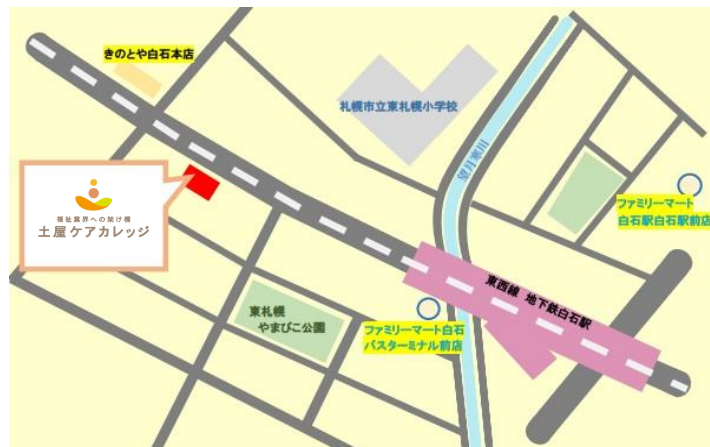 きのとや白石本店
札幌市立東札幌小学校
望月寒川
福祉業界への架け橋
土屋ケアカレッジ
ファミリーマート
白石駅白石駅前店
東西線 地下鉄白石駅
東札幌
やまびこ公園
ファミリーマート白石
バスターミナル前店